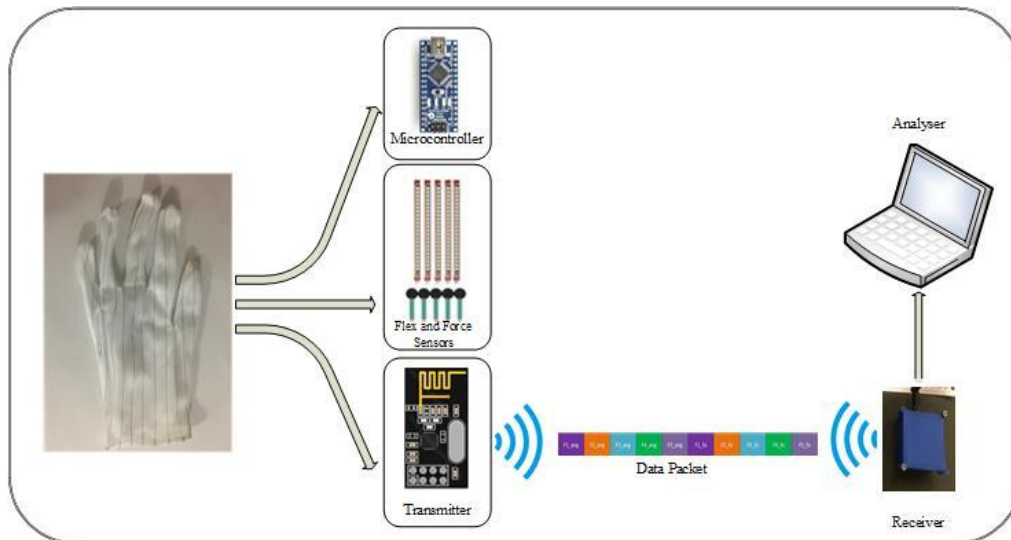 Microcontroller
Flex and Force
Sensors
Transmitter
Data Packet
Analyser
Receiver